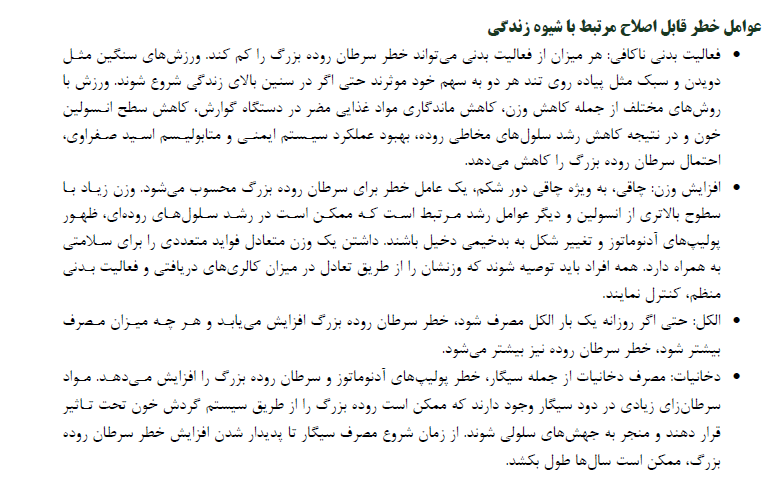 عوامل خطر قابل اصلاح مرتبط با شیوه زندگی
• فعالیت بدنی ناکافی: هر میزان از فعالیت بدنی می‌تواند خطر سرطان روده بزرگ را کم کند. ورزش‌های سنگین مثل
دویدن و سبک مثل پیاده روی تند هر دو به سهم خود موثرند حتی اگر در سنین بالای زندگی شروع شوند. ورزش با
روش‌های مختلف از جمله کاهش وزن، کاهش ماندگاری مواد غذایی مضر در دستگاه گوارش، کاهش سطح انسولین
خون و در نتیجه کاهش رشد سلول‌های مخاطی روده، بهبود عملکرد سیستم ایمنی و متابولیسم اسید صفراوی،
احتمال سرطان روده بزرگ را کاهش می‌دهد.
• افزایش وزن: چاقی، به ویژه چاقی دور شکم، یک عامل خطر برای سرطان روده بزرگ محسوب می‌شود. وزن زیاد با
سطوح بالاتری از انسولین و دیگر عوامل رشد مرتبط است که ممکن است در رشد سلول‌های روده‌ای، ظهور
پولیپ‌های آدنوماتوز و تغییر شکل به بدخیمی دخیل باشند. داشتن یک وزن متعادل فواید متعددی را برای سلامتی
به همراه دارد. همه افراد باید توصیه شوند که وزنشان را از طریق تعادل در میزان کالری‌های دریافتی و فعالیت بدنی
منظم، کنترل نمایند.
• الکل: حتی اگر روزانه یک بار الکل مصرف شود، خطر سرطان روده بزرگ افزایش می‌یابد و هر چه میزان مصرف
بیشتر شود، خطر سرطان روده نیز بیشتر می‌شود.
• دخانیات: مصرف دخانیات از جمله سیگار، خطر پولیپ‌های آدنوماتوز و سرطان روده بزرگ را افزایش می‌دهد. مواد
سرطان‌زای زیادی در دود سیگار وجود دارند که ممکن است روده بزرگ را از طریق سیستم گردش خون تحت تاثیر
قرار دهند و منجر به جهش‌های سلولی شوند. از زمان شروع مصرف سیگار تا پدیدار شدن افزایش خطر سرطان روده
بزرگ، ممکن است سال‌ها طول بکشد.